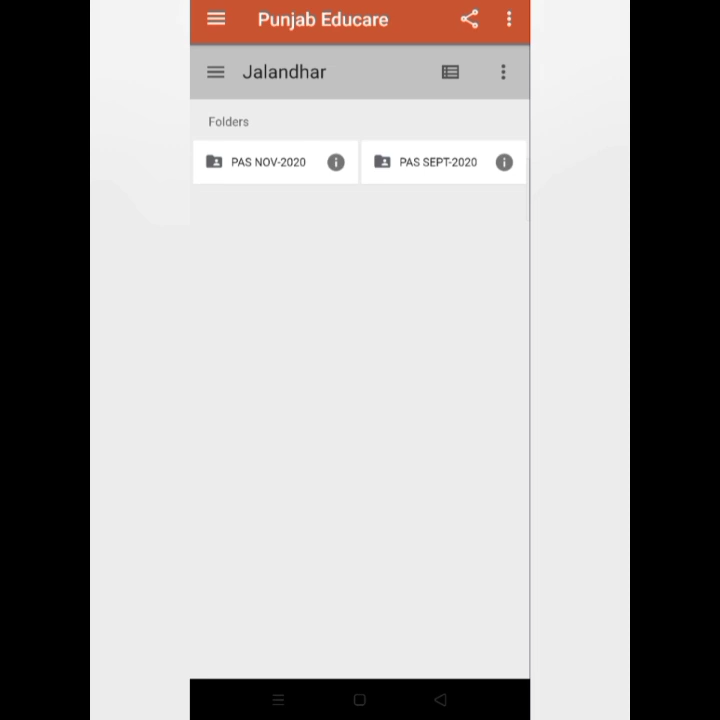 Punjab Educare
Jalandhar
Folders
PAS NOV-2020
PAS SEPT-2020